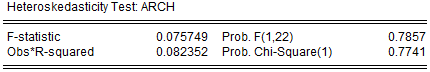 Heteroskedasticity Test: ARCH
F-statistic 0.075749 Prob. F(1,22) 0.7857
Obs*R-squared 0.082352 Prob. Chi-Square(1) 0.7741